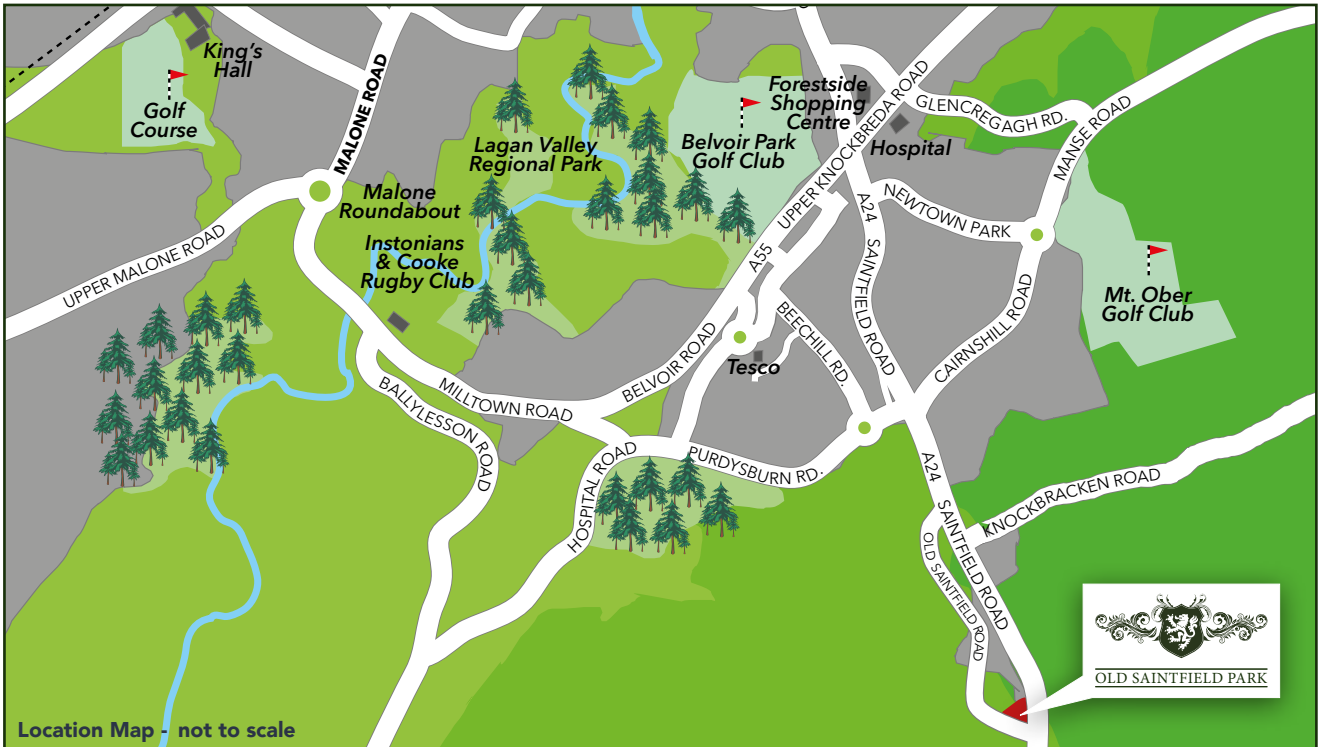 King's
Hall
Golf
Course
MALONE ROAD
Malone
Roundabout
UPPER MALONE ROAD
Instonians
& Cooke
Rugby Club
Lagan Valley
Regional Park
Belvoir Park
Golf Club
Forestside
Shopping
Centre
Hospital
A55 UPPER KNOCKBREDA ROAD
GLENCREGAGH RD.
MANSE ROAD
NEWTOWN PARK
A24 SAINTFIELD ROAD
Mt. Ober
Golf Club
CAIRNSHILL ROAD
BEECHILL RD.
Tesco
BELVOIR ROAD
MILLTOWN ROAD
BALLYLESSON ROAD
HOSPITAL ROAD
PURDYSBURN RD.
A24 SAINTFIELD ROAD
KNOCKBRACKEN ROAD
OLD SAINTFIELD ROAD
OLD SAINTFIELD PARK
Location Map - not to scale